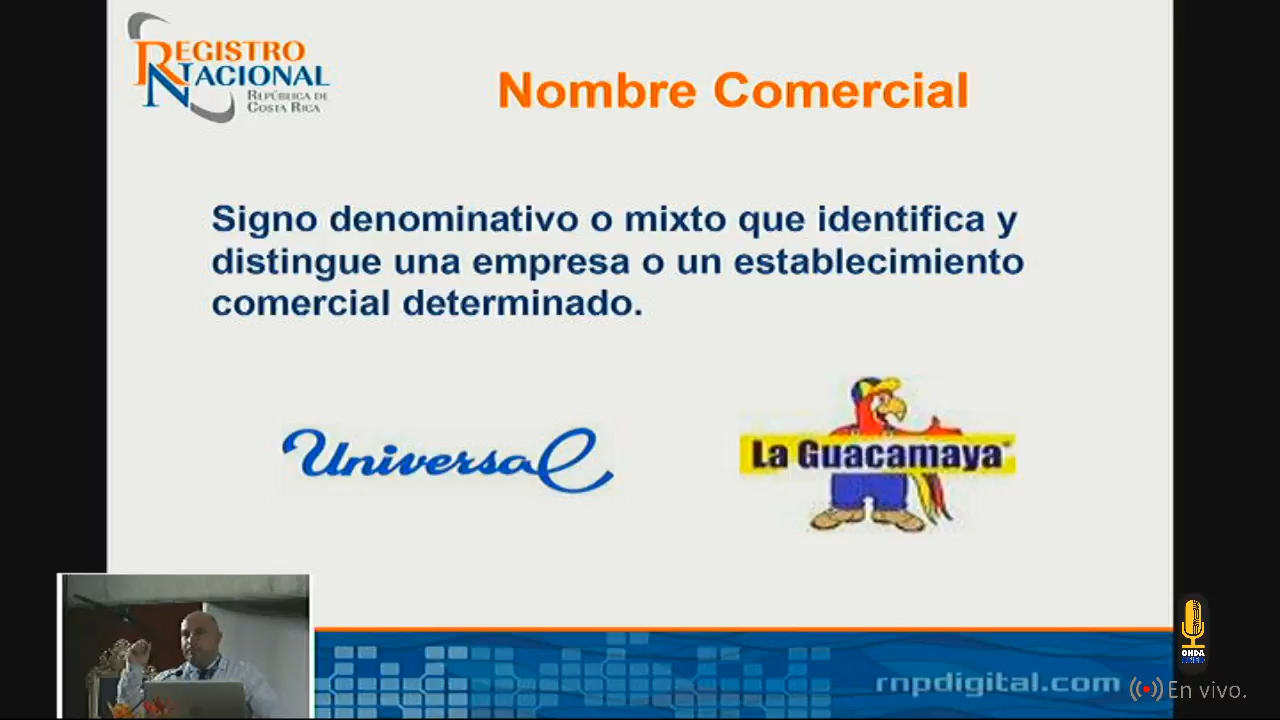 REGISTRO
NACIONAL
REPÚBLICA DE
COSTA RICA
Nombre Comercial
Signo denominativo o mixto que identifica y
distingue una empresa o un establecimiento
comercial determinado.
Universal
La Guacamaya
rnpdigital.com
ONDA
En vivo.